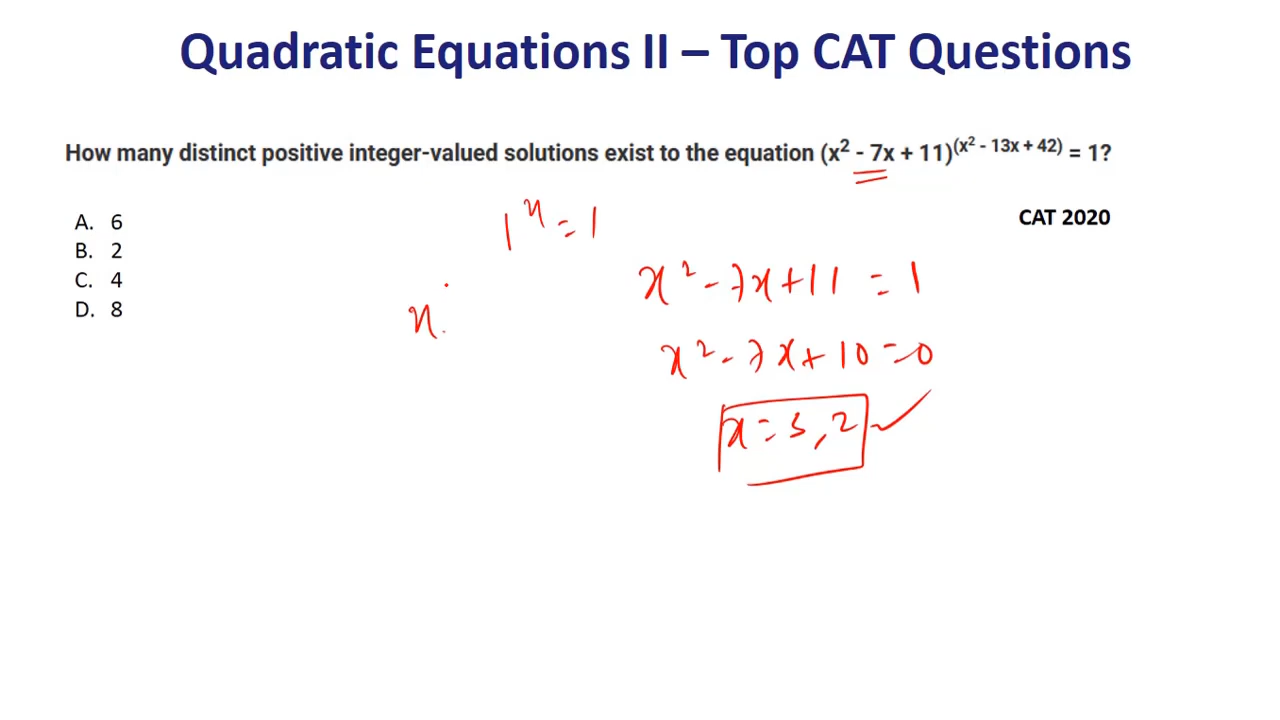 Quadratic Equations II – Top CAT Questions
How many distinct positive integer-valued solutions exist to the equation (x² - 7x + 11)^(x² - 13x + 42) = 1?
A. 6
B. 2
C. 4
D. 8
CAT 2020
1ⁿ = 1
x² - 7x + 11 = 1
n
x² - 7x + 10 = 0
x = 5, 2